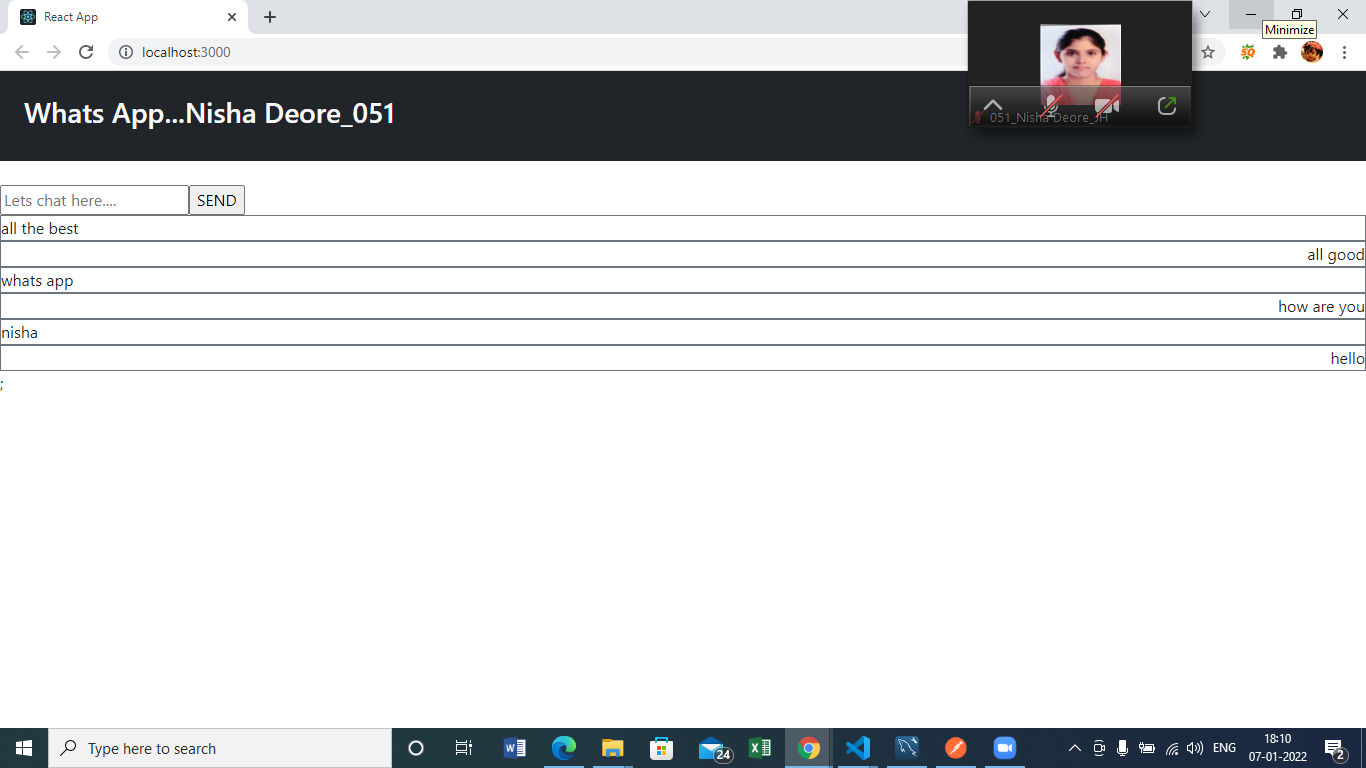 React App
Minimize
localhost:3000
051_Nisha Deore_JH
Whats App...Nisha Deore_051
Lets chat here....
SEND
all the best
all good
whats app
how are you
nisha
hello
;
Type here to search
24
ENG
18:10
07-01-2022
2